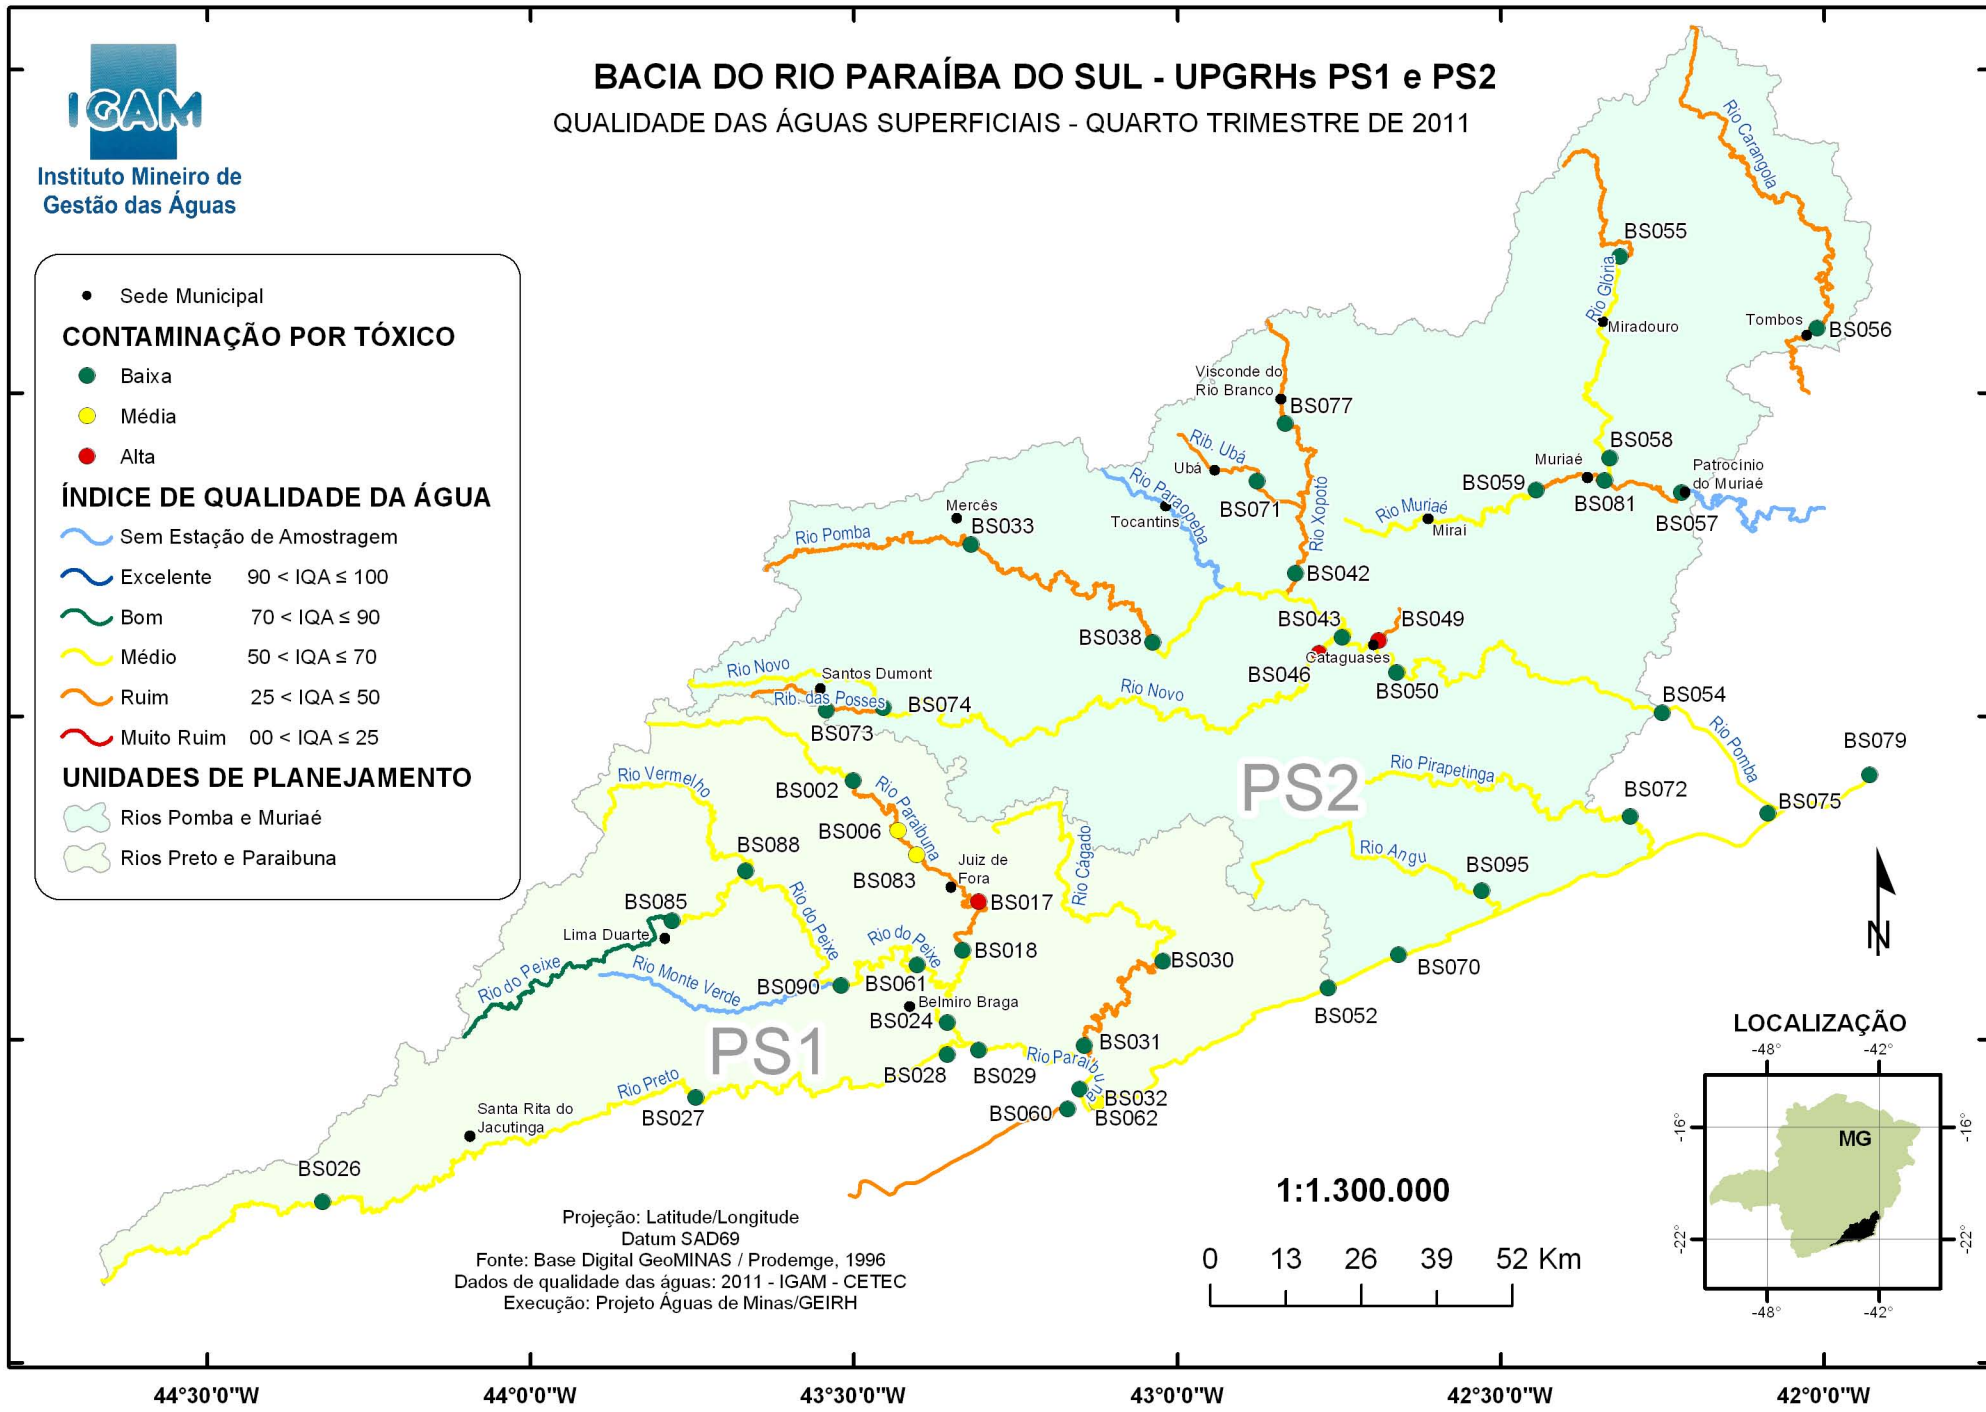 BACIA DO RIO PARAÍBA DO SUL - UPGRHs PS1 e PS2
QUALIDADE DAS ÁGUAS SUPERFICIAIS - QUARTO TRIMESTRE DE 2011
IGAM
Instituto Mineiro de
Gestão das Águas
Sede Municipal
CONTAMINAÇÃO POR TÓXICO
Baixa
Média
Alta
ÍNDICE DE QUALIDADE DA ÁGUA
Sem Estação de Amostragem
Excelente 90 < IQA ≤ 100
Bom 70 < IQA ≤ 90
Médio 50 < IQA ≤ 70
Ruim 25 < IQA ≤ 50
Muito Ruim 00 < IQA ≤ 25
UNIDADES DE PLANEJAMENTO
Rios Pomba e Muriaé
Rios Preto e Paraibuna
Rio Carangola
BS055
Rio Glória
Miradouro
Tombos
BS056
Visconde do
Rio Branco
BS077
Rib. Ubá
Ubá
BS071
Rio Paraopeba
Tocantins
Rio Xopotó
BS042
BS058
Muriaé
BS059
BS081
Patrocínio
do Muriaé
BS057
Rio Muriaé
Miraí
Mercês
BS033
Rio Pomba
BS038
BS043
BS049
Cataguases
BS046
BS050
BS054
Rio Pomba
BS079
BS075
BS072
Rio Pirapetinga
PS2
Rio Novo
Santos Dumont
Rib. das Posses
BS074
BS073
Rio Novo
Rio Vermelho
BS002
Rio Paraibuna
BS006
BS083
Juiz de
Fora
BS017
Rio Cágado
Rio Angu
BS095
BS088
BS085
Lima Duarte
Rio do Peixe
Rio do Peixe
Rio do Peixe
BS018
BS030
BS070
Rio Monte Verde
BS090
BS061
Belmiro Braga
BS024
BS052
PS1
BS031
Rio Paraibuna
BS028
BS029
BS032
BS060
BS062
Rio Preto
BS027
Santa Rita do
Jacutinga
BS026
N
LOCALIZAÇÃO
-48° -42°
-16° -16°
MG
-22° -22°
-48° -42°
1:1.300.000
0 13 26 39 52 Km
Projeção: Latitude/Longitude
Datum SAD69
Fonte: Base Digital GeoMINAS / Prodemge, 1996
Dados de qualidade das águas: 2011 - IGAM - CETEC
Execução: Projeto Águas de Minas/GEIRH
44°30'0"W 44°0'0"W 43°30'0"W 43°0'0"W 42°30'0"W 42°0'0"W